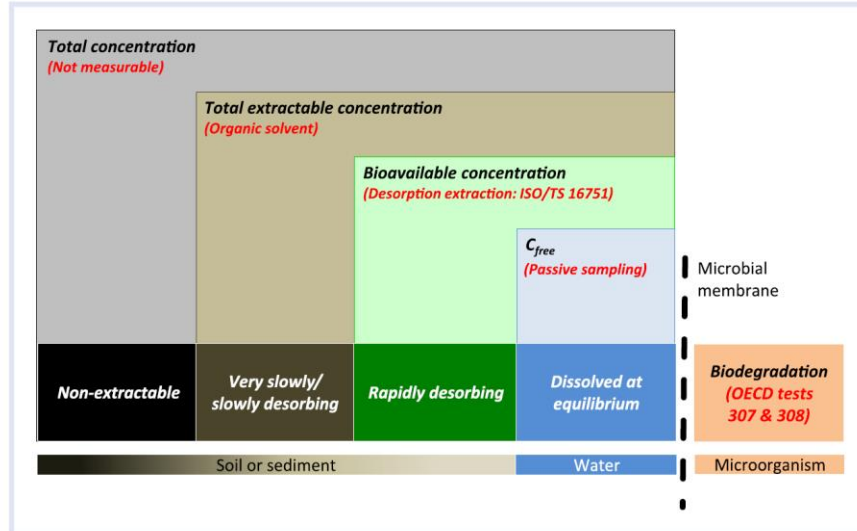 Total concentration
(Not measurable)
Total extractable concentration
(Organic solvent)
Bioavailable concentration
(Desorption extraction: ISO/TS 16751)
Cfree
(Passive sampling)
Microbial
membrane
Non-extractable
Very slowly/
slowly desorbing
Rapidly desorbing
Dissolved at
equilibrium
Biodegradation
(OECD tests
307 & 308)
Soil or sediment
Water
Microorganism